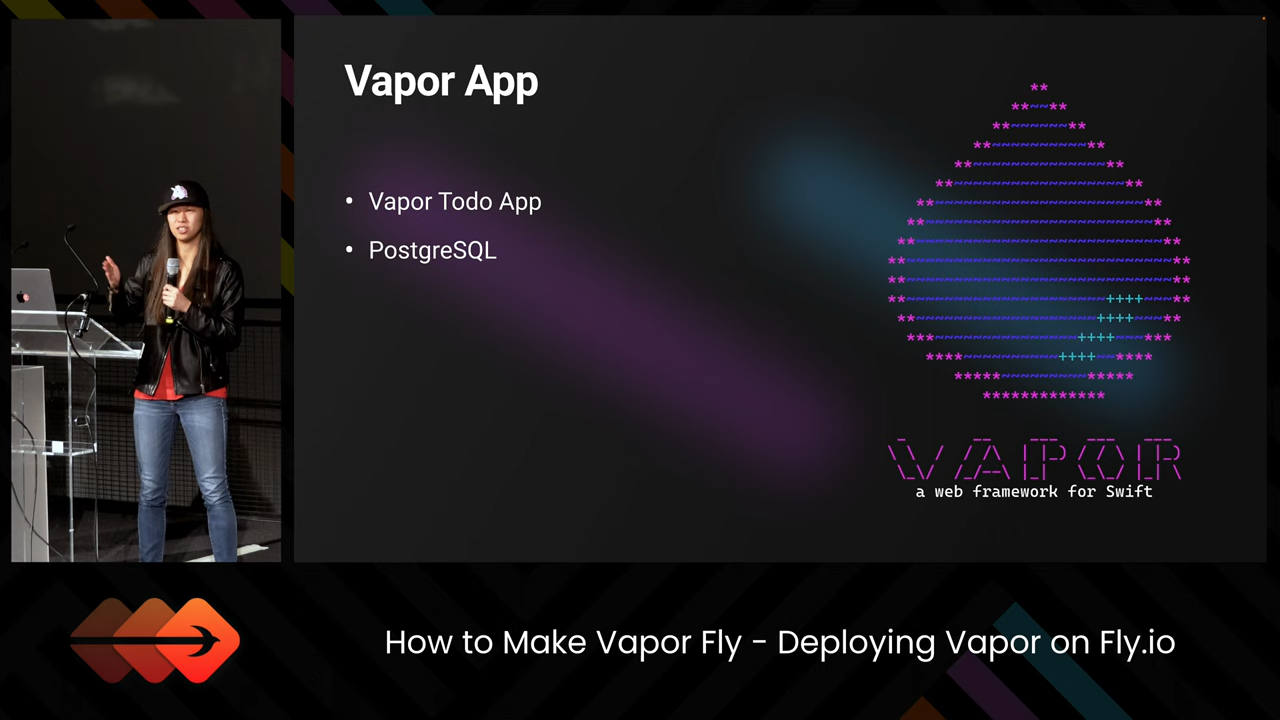 Vapor App
• Vapor Todo App
• PostgreSQL
VAPOR
a web framework for Swift
How to Make Vapor Fly - Deploying Vapor on Fly.io